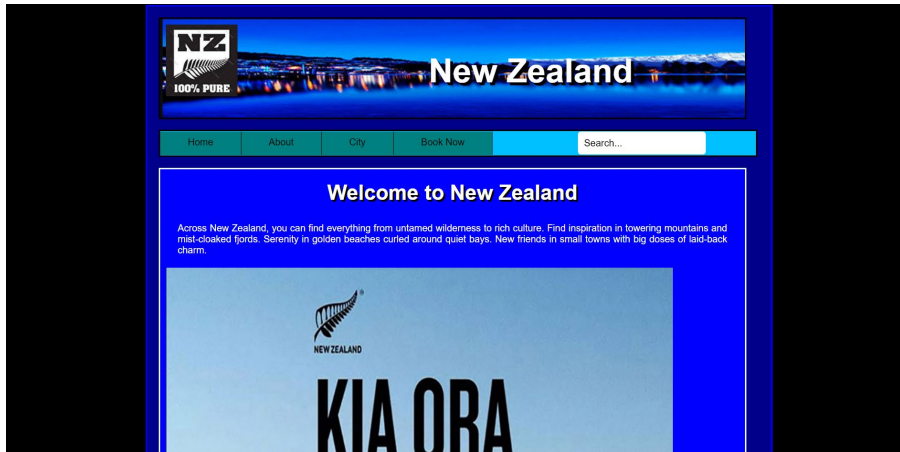 NZ
100% PURE
New Zealand
Home About City Book Now Search...
Welcome to New Zealand
Across New Zealand, you can find everything from untamed wilderness to rich culture. Find inspiration in towering mountains and
mist-cloaked fjords. Serenity in golden beaches curled around quiet bays. New friends in small towns with big doses of laid-back
charm.
®
NEW ZEALAND
KIA ORA